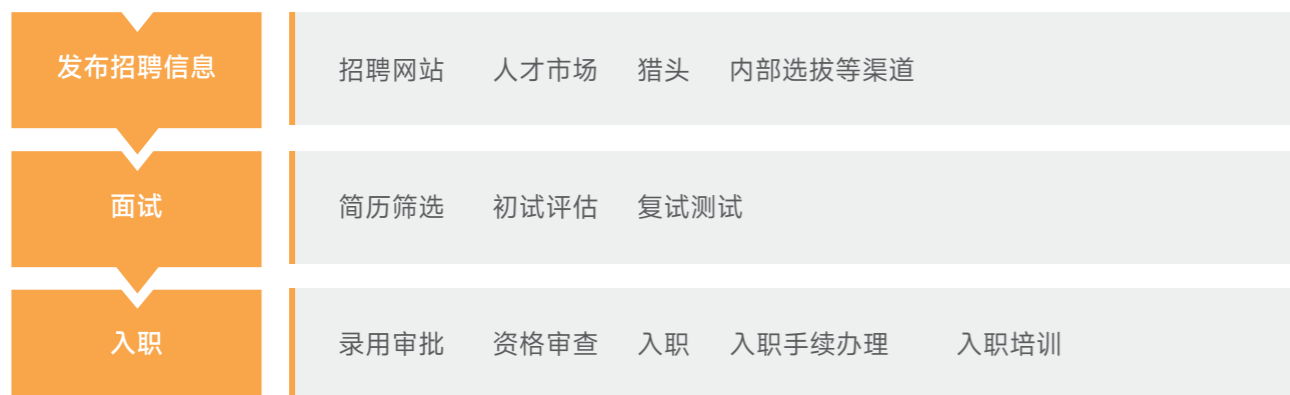 发布招聘信息
招聘网站 人才市场 猎头 内部选拔等渠道
面试
简历筛选 初试评估 复试测试
入职
录用审批 资格审查 入职 入职手续办理 入职培训